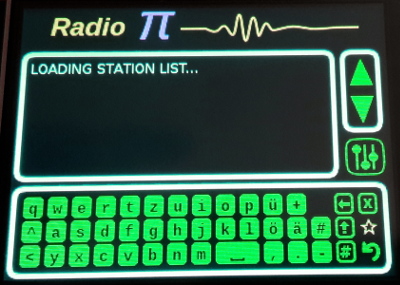 Radio π
LOADING STATION LIST...
q w e r t z u i o p ü + ← x
^ a s d f g h j k l ö ä # ↑ ☆
< y x c v b n m ⎵ , . - #